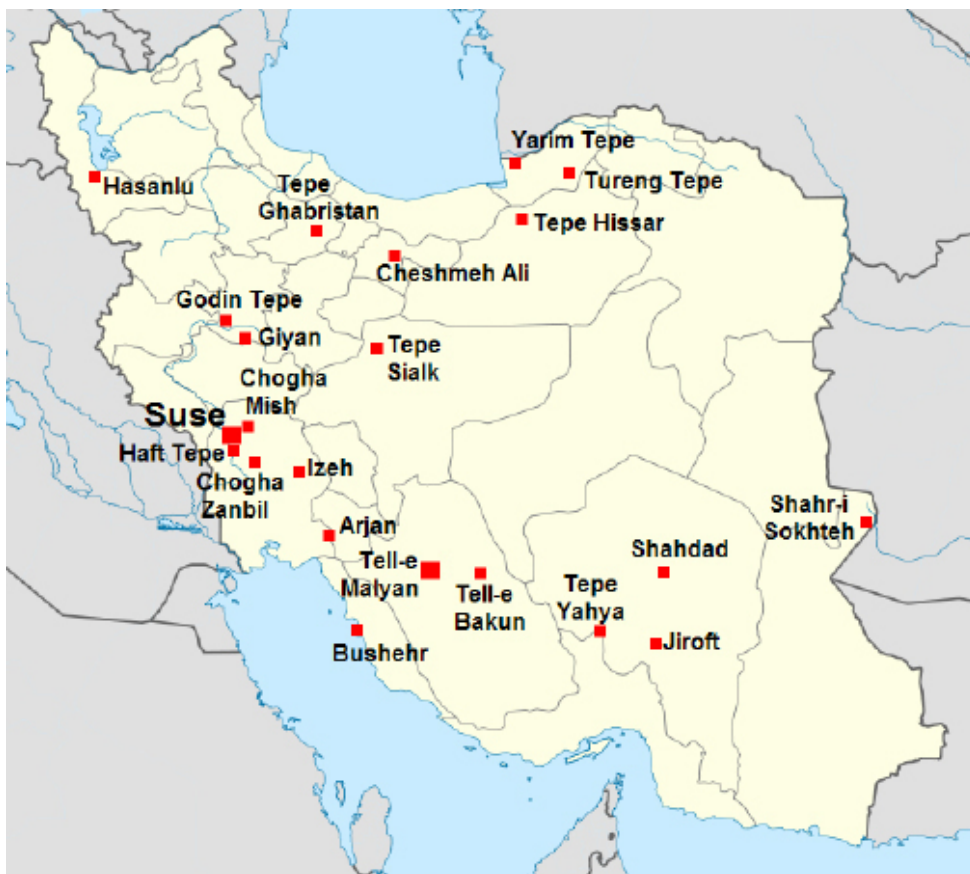 Yarim Tepe
Tureng Tepe
Hasanlu
Tepe
Ghabristan
Tepe Hissar
Cheshmeh Ali
Godin Tepe
Giyan
Tepe
Sialk
Chogha
Mish
Suse
Haft Tepe
Chogha
Zanbil
Izeh
Arjan
Shahr-i
Sokhteh
Shahdad
Tell-e
Malyan
Tell-e
Bakun
Tepe
Yahya
Jiroft
Bushehr